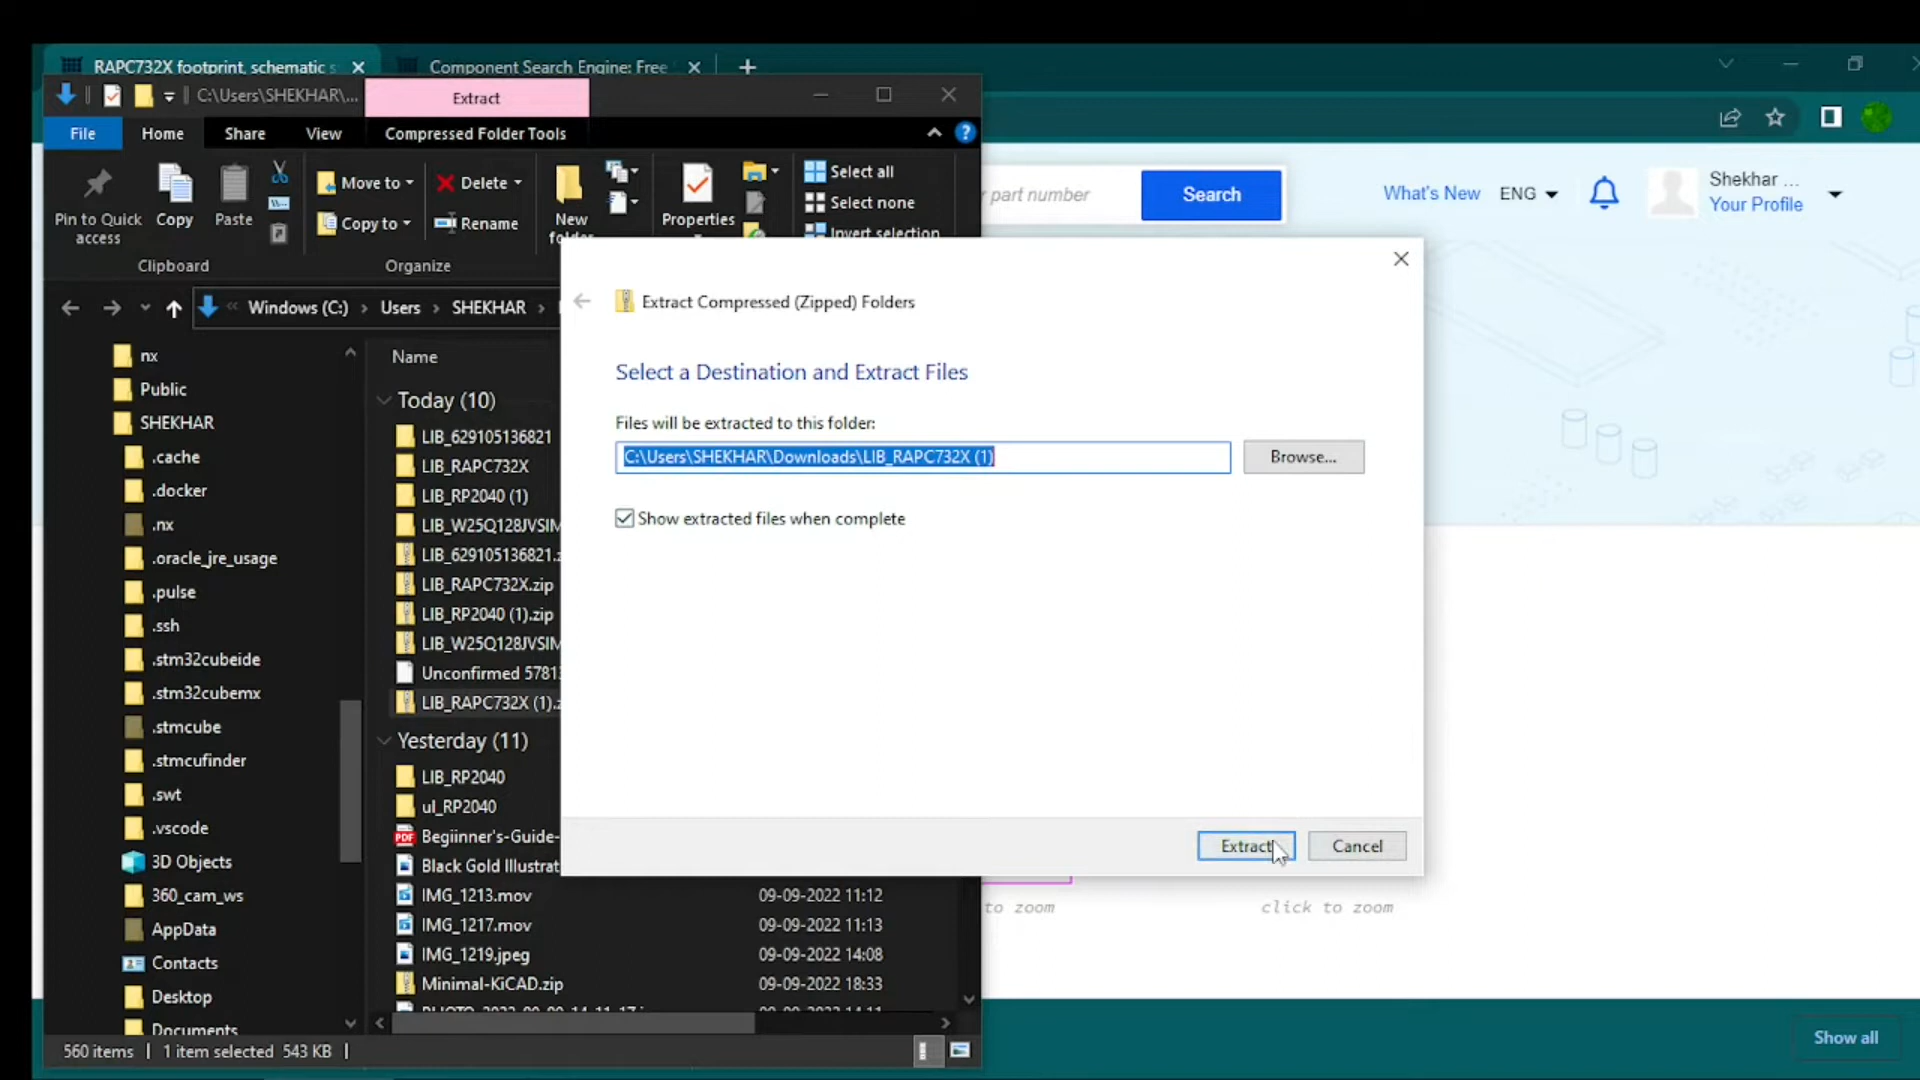 RAPC732X footprint, schematic s
Component Search Engine: Free
C:\Users\SHEKHAR\...
Extract
File
Home
Share
View
Compressed Folder Tools
Pin to Quick
access
Copy
Paste
Move to
Copy to
Delete
Rename
New
folder
Properties
Select all
Select none
Invert selection
Clipboard
Organize
part number
Search
What's New
ENG
Shekhar ...
Your Profile
Windows (C:)
Users
SHEKHAR
nx
Public
SHEKHAR
.cache
.docker
.nx
.oracle_jre_usage
.pulse
.ssh
.stm32cubeide
.stm32cubemx
.stmcube
.stmcufinder
.swt
.vscode
3D Objects
360_cam_ws
AppData
Contacts
Desktop
Documents
Name
Today (10)
LIB_629105136821
LIB_RAPC732X
LIB_RP2040 (1)
LIB_W25Q128JVSIM
LIB_629105136821.z
LIB_RAPC732X.zip
LIB_RP2040 (1).zip
LIB_W25Q128JVSIM
Unconfirmed 5781
LIB_RAPC732X (1).z
Yesterday (11)
LIB_RP2040
ul_RP2040
Begiinner's-Guide-
Black Gold Illustrat
IMG_1213.mov 09-09-2022 11:12
IMG_1217.mov 09-09-2022 11:13
IMG_1219.jpeg 09-09-2022 14:08
Minimal-KiCAD.zip 09-09-2022 18:33
560 items
1 item selected 543 KB
Extract Compressed (Zipped) Folders
Select a Destination and Extract Files
Files will be extracted to this folder:
C:\Users\SHEKHAR\Downloads\LIB_RAPC732X (1)
Browse...
Show extracted files when complete
Extract
Cancel
to zoom
click to zoom
Show all